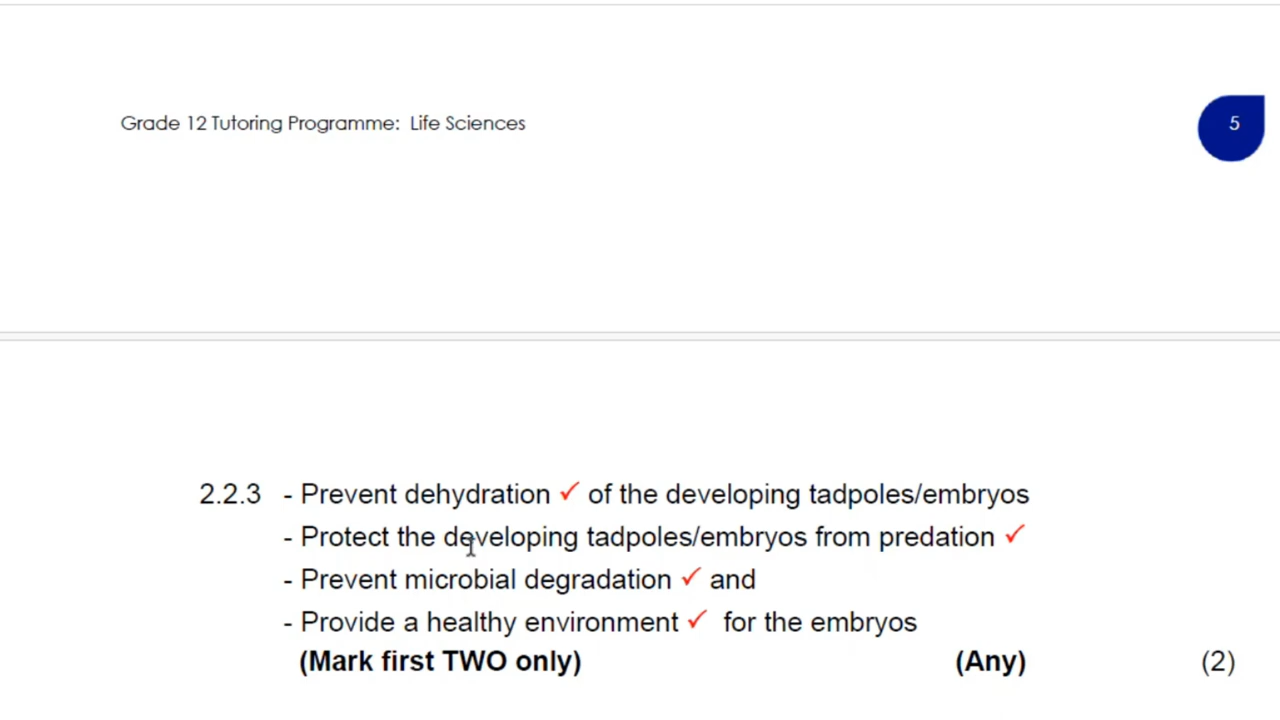 Grade 12 Tutoring Programme: Life Sciences
5
2.2.3 - Prevent dehydration ✓ of the developing tadpoles/embryos
- Protect the developing tadpoles/embryos from predation ✓
- Prevent microbial degradation ✓ and
- Provide a healthy environment ✓ for the embryos
(Mark first TWO only) (Any) (2)